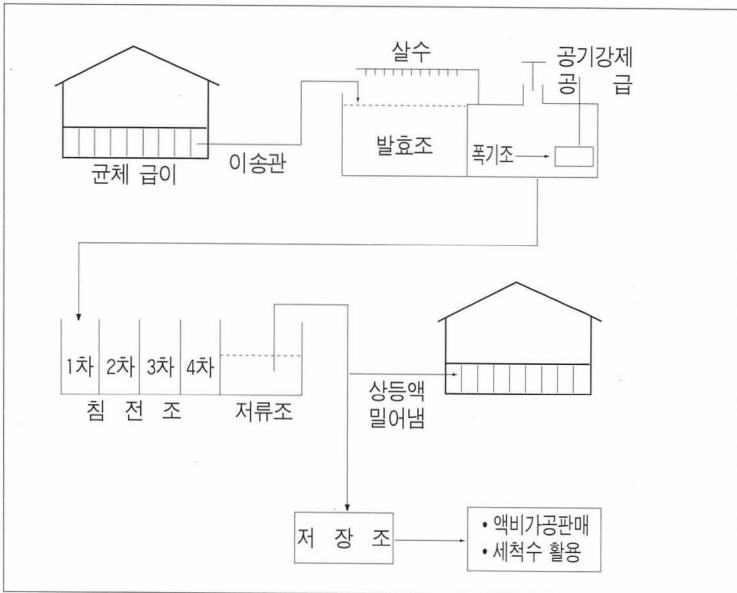 살수
공기강제
공 급
발효조
폭기조
균체 급이
이송관
1차 2차 3차 4차
침 전 조
저류조
상등액
밀어냄
저 장 조
• 액비가공판매
• 세척수 활용